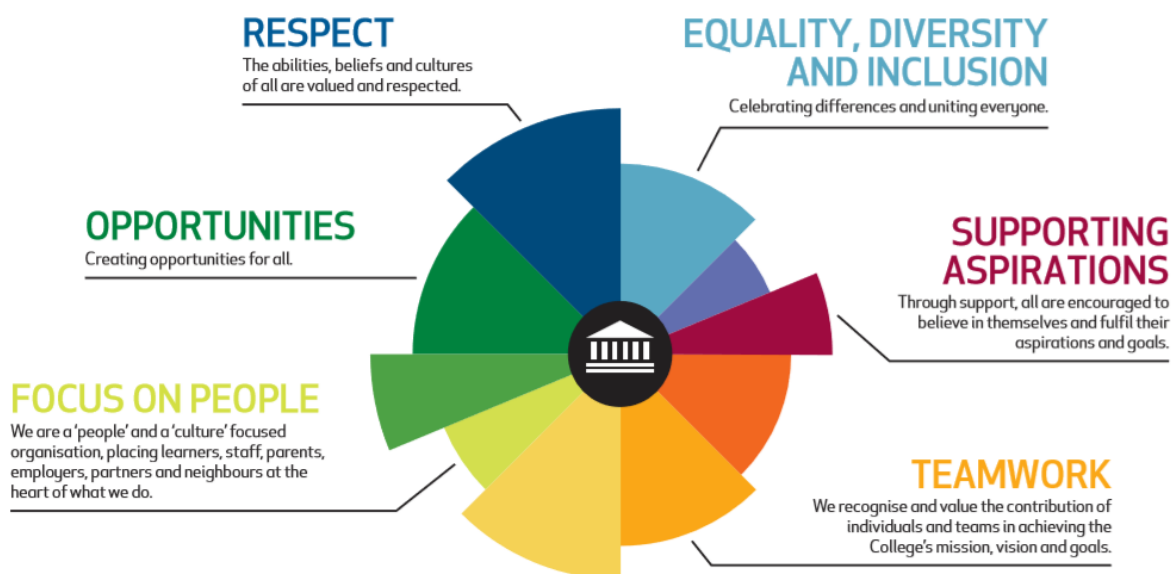 RESPECT
The abilities, beliefs and cultures
of all are valued and respected.
EQUALITY, DIVERSITY
AND INCLUSION
Celebrating differences and uniting everyone.
OPPORTUNITIES
Creating opportunities for all.
SUPPORTING
ASPIRATIONS
Through support, all are encouraged to
believe in themselves and fulfil their
aspirations and goals.
FOCUS ON PEOPLE
We are a ‘people’ and a ‘culture’ focused
organisation, placing learners, staff, parents,
employers, partners and neighbours at the
heart of what we do.
TEAMWORK
We recognise and value the contribution of
individuals and teams in achieving the
College’s mission, vision and goals.